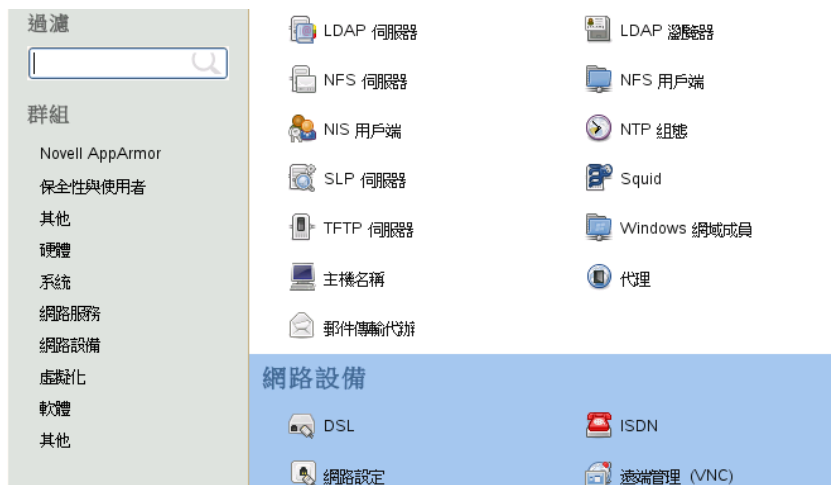 過濾
群組
Novell AppArmor
保全性與使用者
其他
硬體
系統
網路服務
網路設備
虛擬化
軟體
其他
LDAP 伺服器
LDAP 瀏覽器
NFS 伺服器
NFS 用戶端
NIS 用戶端
NTP 組態
SLP 伺服器
Squid
TFTP 伺服器
Windows 網域成員
主機名稱
代理
郵件傳輸代辦
網路設備
DSL
ISDN
網路設定
遠端管理 (VNC)